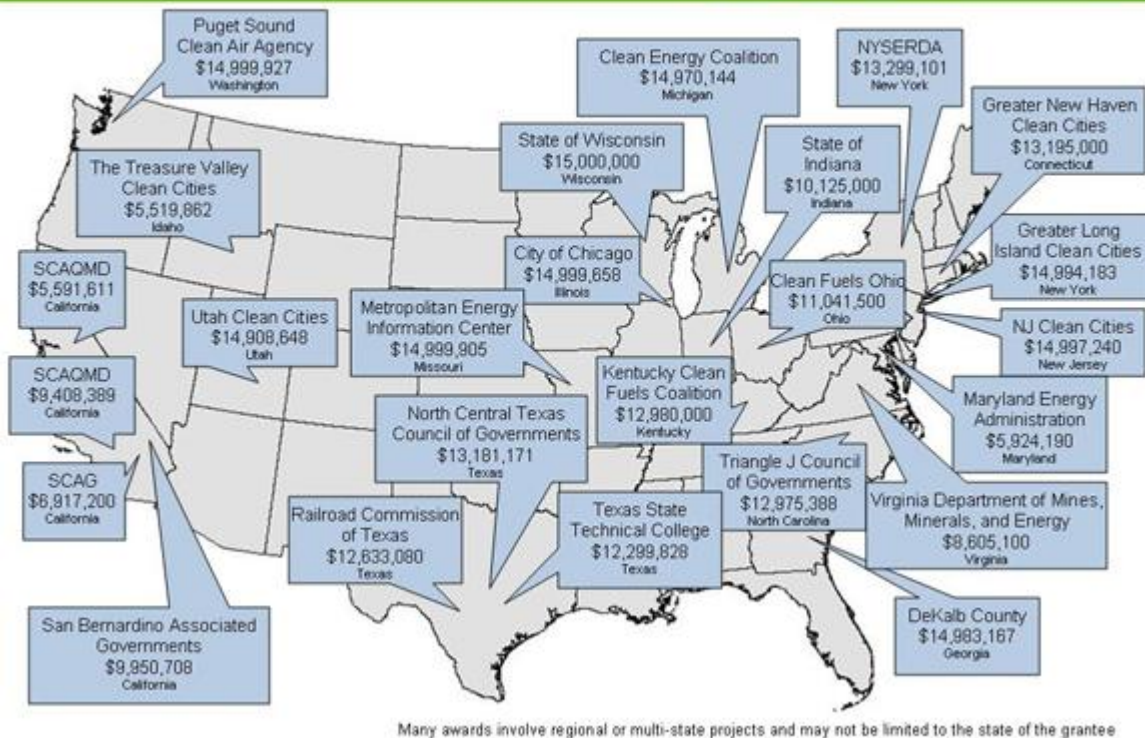 Puget Sound
Clean Air Agency
$14,999,927
Washington
Clean Energy Coalition
$14,970,144
Michigan
NYSERDA
$13,299,101
New York
Greater New Haven
Clean Cities
$13,195,000
Connecticut
State of Wisconsin
$15,000,000
Wisconsin
State of
Indiana
$10,125,000
Indiana
The Treasure Valley
Clean Cities
$5,519,862
Idaho
Greater Long
Island Clean Cities
$14,994,183
New York
City of Chicago
$14,999,658
Illinois
SCAQMD
$5,591,611
California
Clean Fuels Ohio
$11,041,500
Ohio
Utah Clean Cities
$14,908,648
Utah
Metropolitan Energy
Information Center
$14,999,905
Missouri
NJ Clean Cities
$14,997,240
New Jersey
SCAQMD
$9,408,389
California
Kentucky Clean
Fuels Coalition
$12,980,000
Kentucky
Maryland Energy
Administration
$5,924,190
Maryland
North Central Texas
Council of Governments
$13,181,171
Texas
SCAG
$6,917,200
California
Triangle J Council
of Governments
$12,975,388
North Carolina
Virginia Department of Mines,
Minerals, and Energy
$8,605,100
Virginia
Railroad Commission
of Texas
$12,633,080
Texas
Texas State
Technical College
$12,299,828
Texas
DeKalb County
$14,983,167
Georgia
San Bernardino Associated
Governments
$9,950,708
California
Many awards involve regional or multi-state projects and may not be limited to the state of the grantee